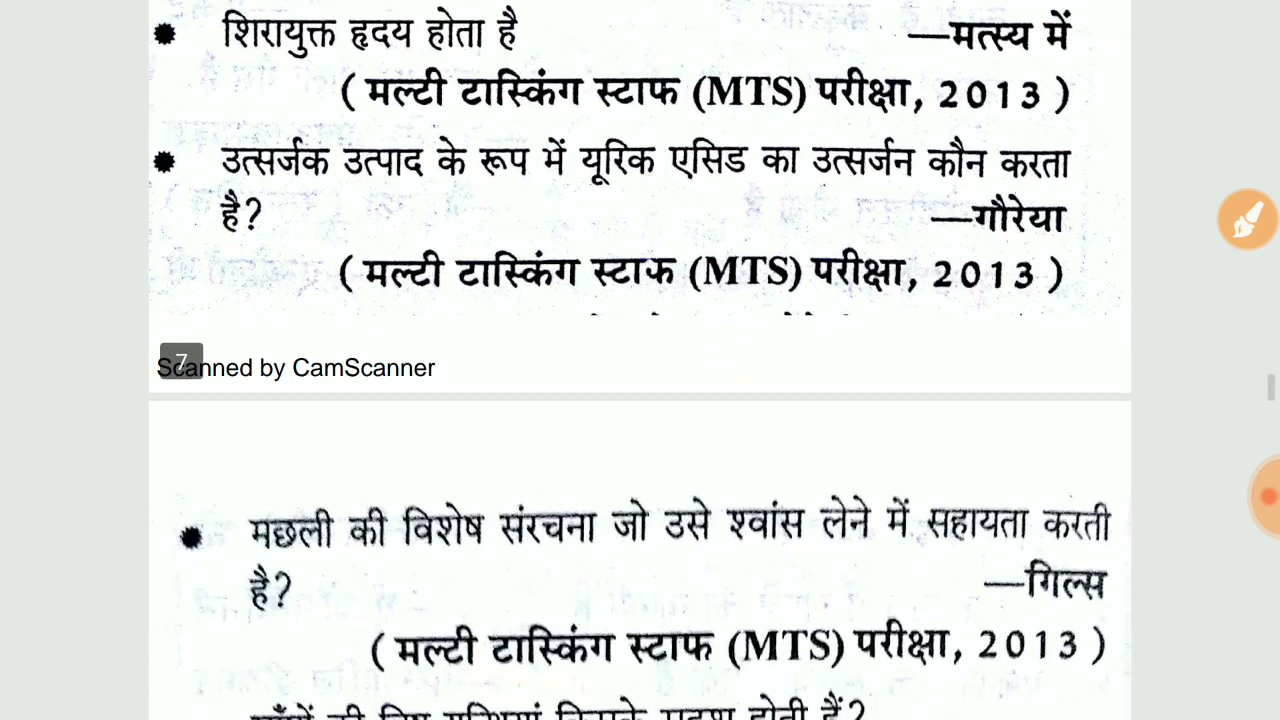 शिरायुक्त हृदय होता है —मत्स्य में
( मल्टी टास्किंग स्टाफ (MTS) परीक्षा, 2013 )
उत्सर्जक उत्पाद के रूप में यूरिक एसिड का उत्सर्जन कौन करता
है? —गौरेया
( मल्टी टास्किंग स्टाफ (MTS) परीक्षा, 2013 )
7
Scanned by CamScanner
मछली की विशेष संरचना जो उसे श्वांस लेने में सहायता करती
है? —गिल्स
( मल्टी टास्किंग स्टाफ (MTS) परीक्षा, 2013 )